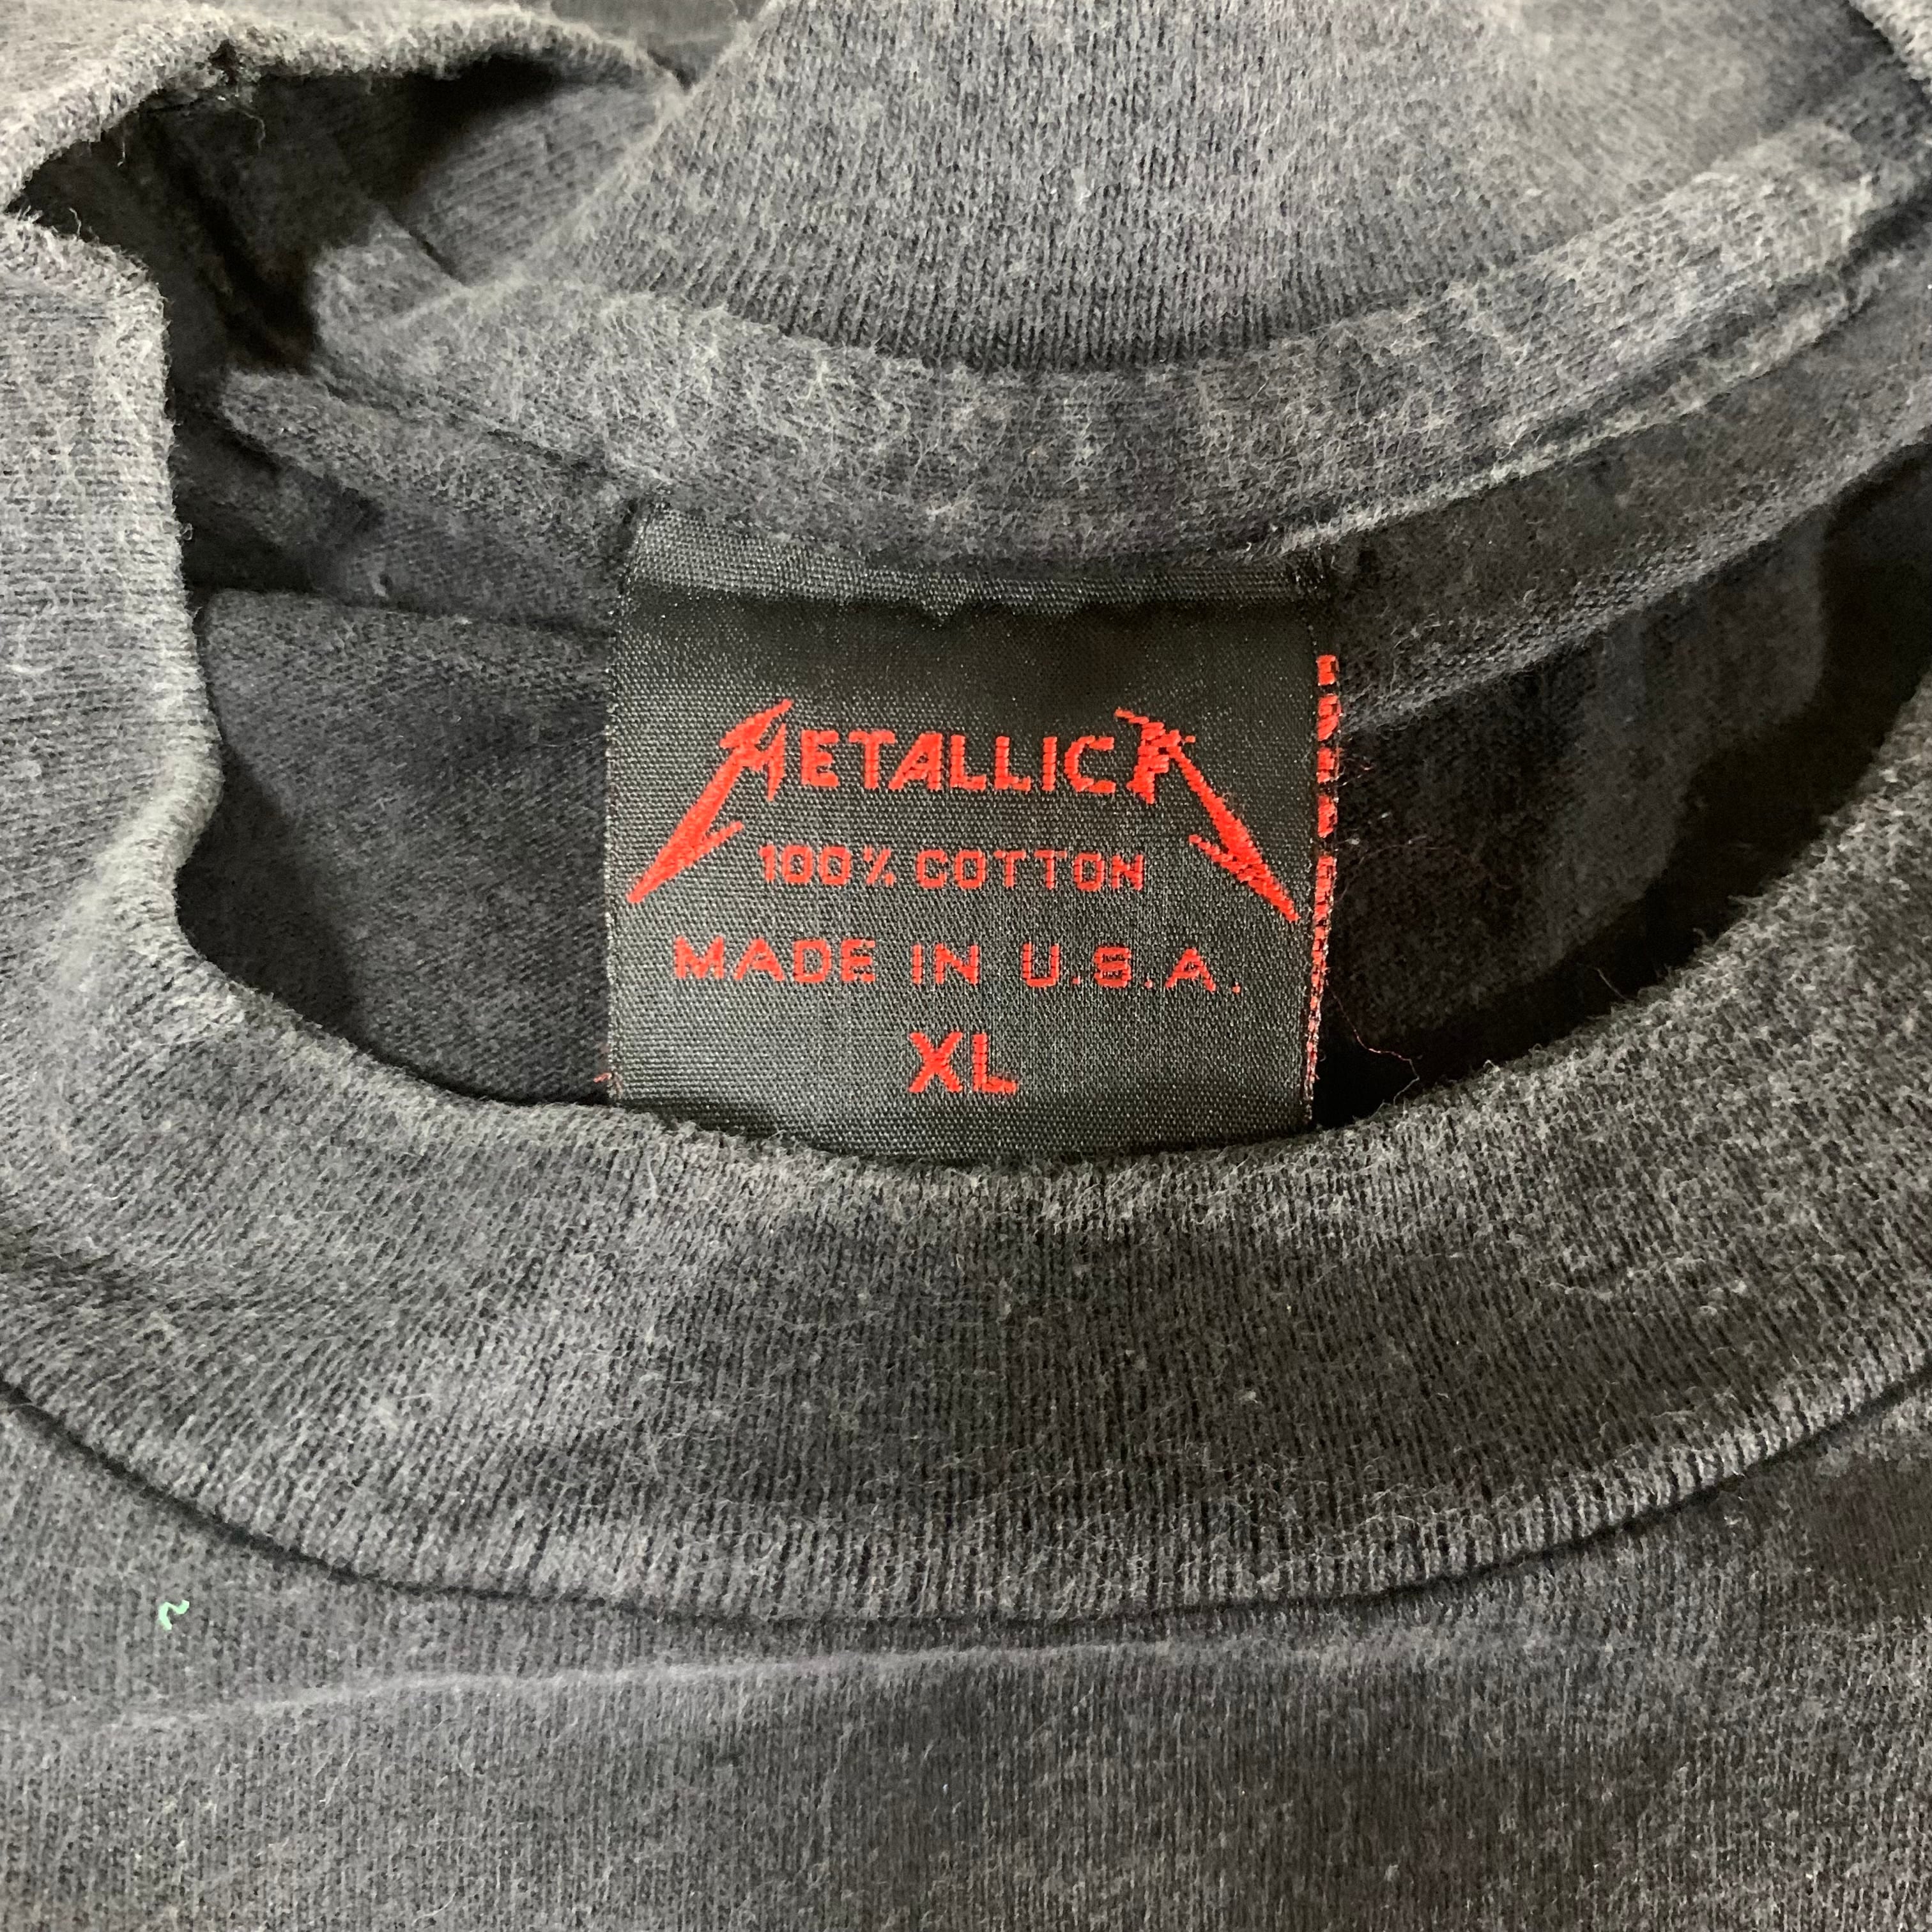 METALLICA
100% COTTON
MADE IN U.S.A.
XL